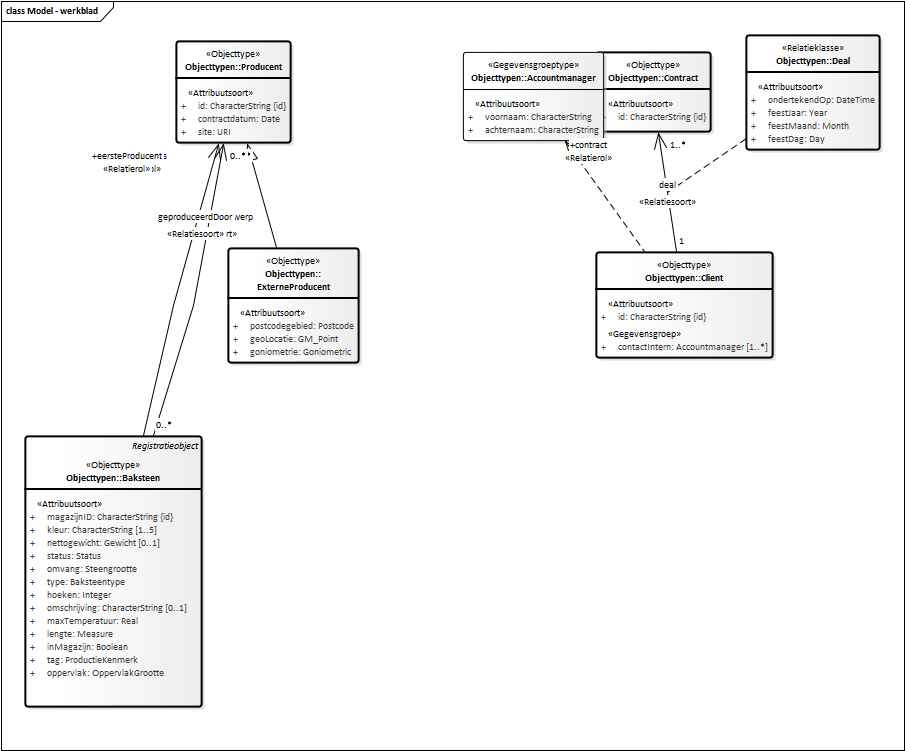 class Model - werkblad
«Objecttype»
Objecttypen::Producent
«Attribuutsoort»
+ id: CharacterString {id}
+ contractdatum: Date
+ site: URI
«Gegevensgroeptype»
Objecttypen::Accountmanager
«Attribuutsoort»
+ voornaam: CharacterString
+ achternaam: CharacterString
«Objecttype»
Objecttypen::Contract
«Attribuutsoort»
id: CharacterString {id}
«Relatieklasse»
Objecttypen::Deal
«Attribuutsoort»
+ ondertekendOp: DateTime
+ feestJaar: Year
+ feestMaand: Month
+ feestDag: Day
+eersteProducent
«Relatierol»
0..*
+contract
«Relatierol»
1..*
deal
«Relatiesoort»
1
geproduceerdDoor
«Relatiesoort»
0..*
«Objecttype»
Objecttypen::
ExterneProducent
«Attribuutsoort»
+ postcodegebied: Postcode
+ geoLocatie: GM_Point
+ goniometrie: Goniometric
«Objecttype»
Objecttypen::Client
«Attribuutsoort»
+ id: CharacterString {id}
«Gegevensgroep»
+ contactIntern: Accountmanager [1..*]
Registratieobject
«Objecttype»
Objecttypen::Baksteen
«Attribuutsoort»
+ magazijnID: CharacterString {id}
+ kleur: CharacterString [1..5]
+ nettogewicht: Gewicht [0..1]
+ status: Status
+ omvang: Steengrootte
+ type: Baksteentype
+ hoeken: Integer
+ omschrijving: CharacterString [0..1]
+ maxTemperatuur: Real
+ lengte: Measure
+ inMagazijn: Boolean
+ tag: ProductieKenmerk
+ oppervlak: OppervlakGrootte